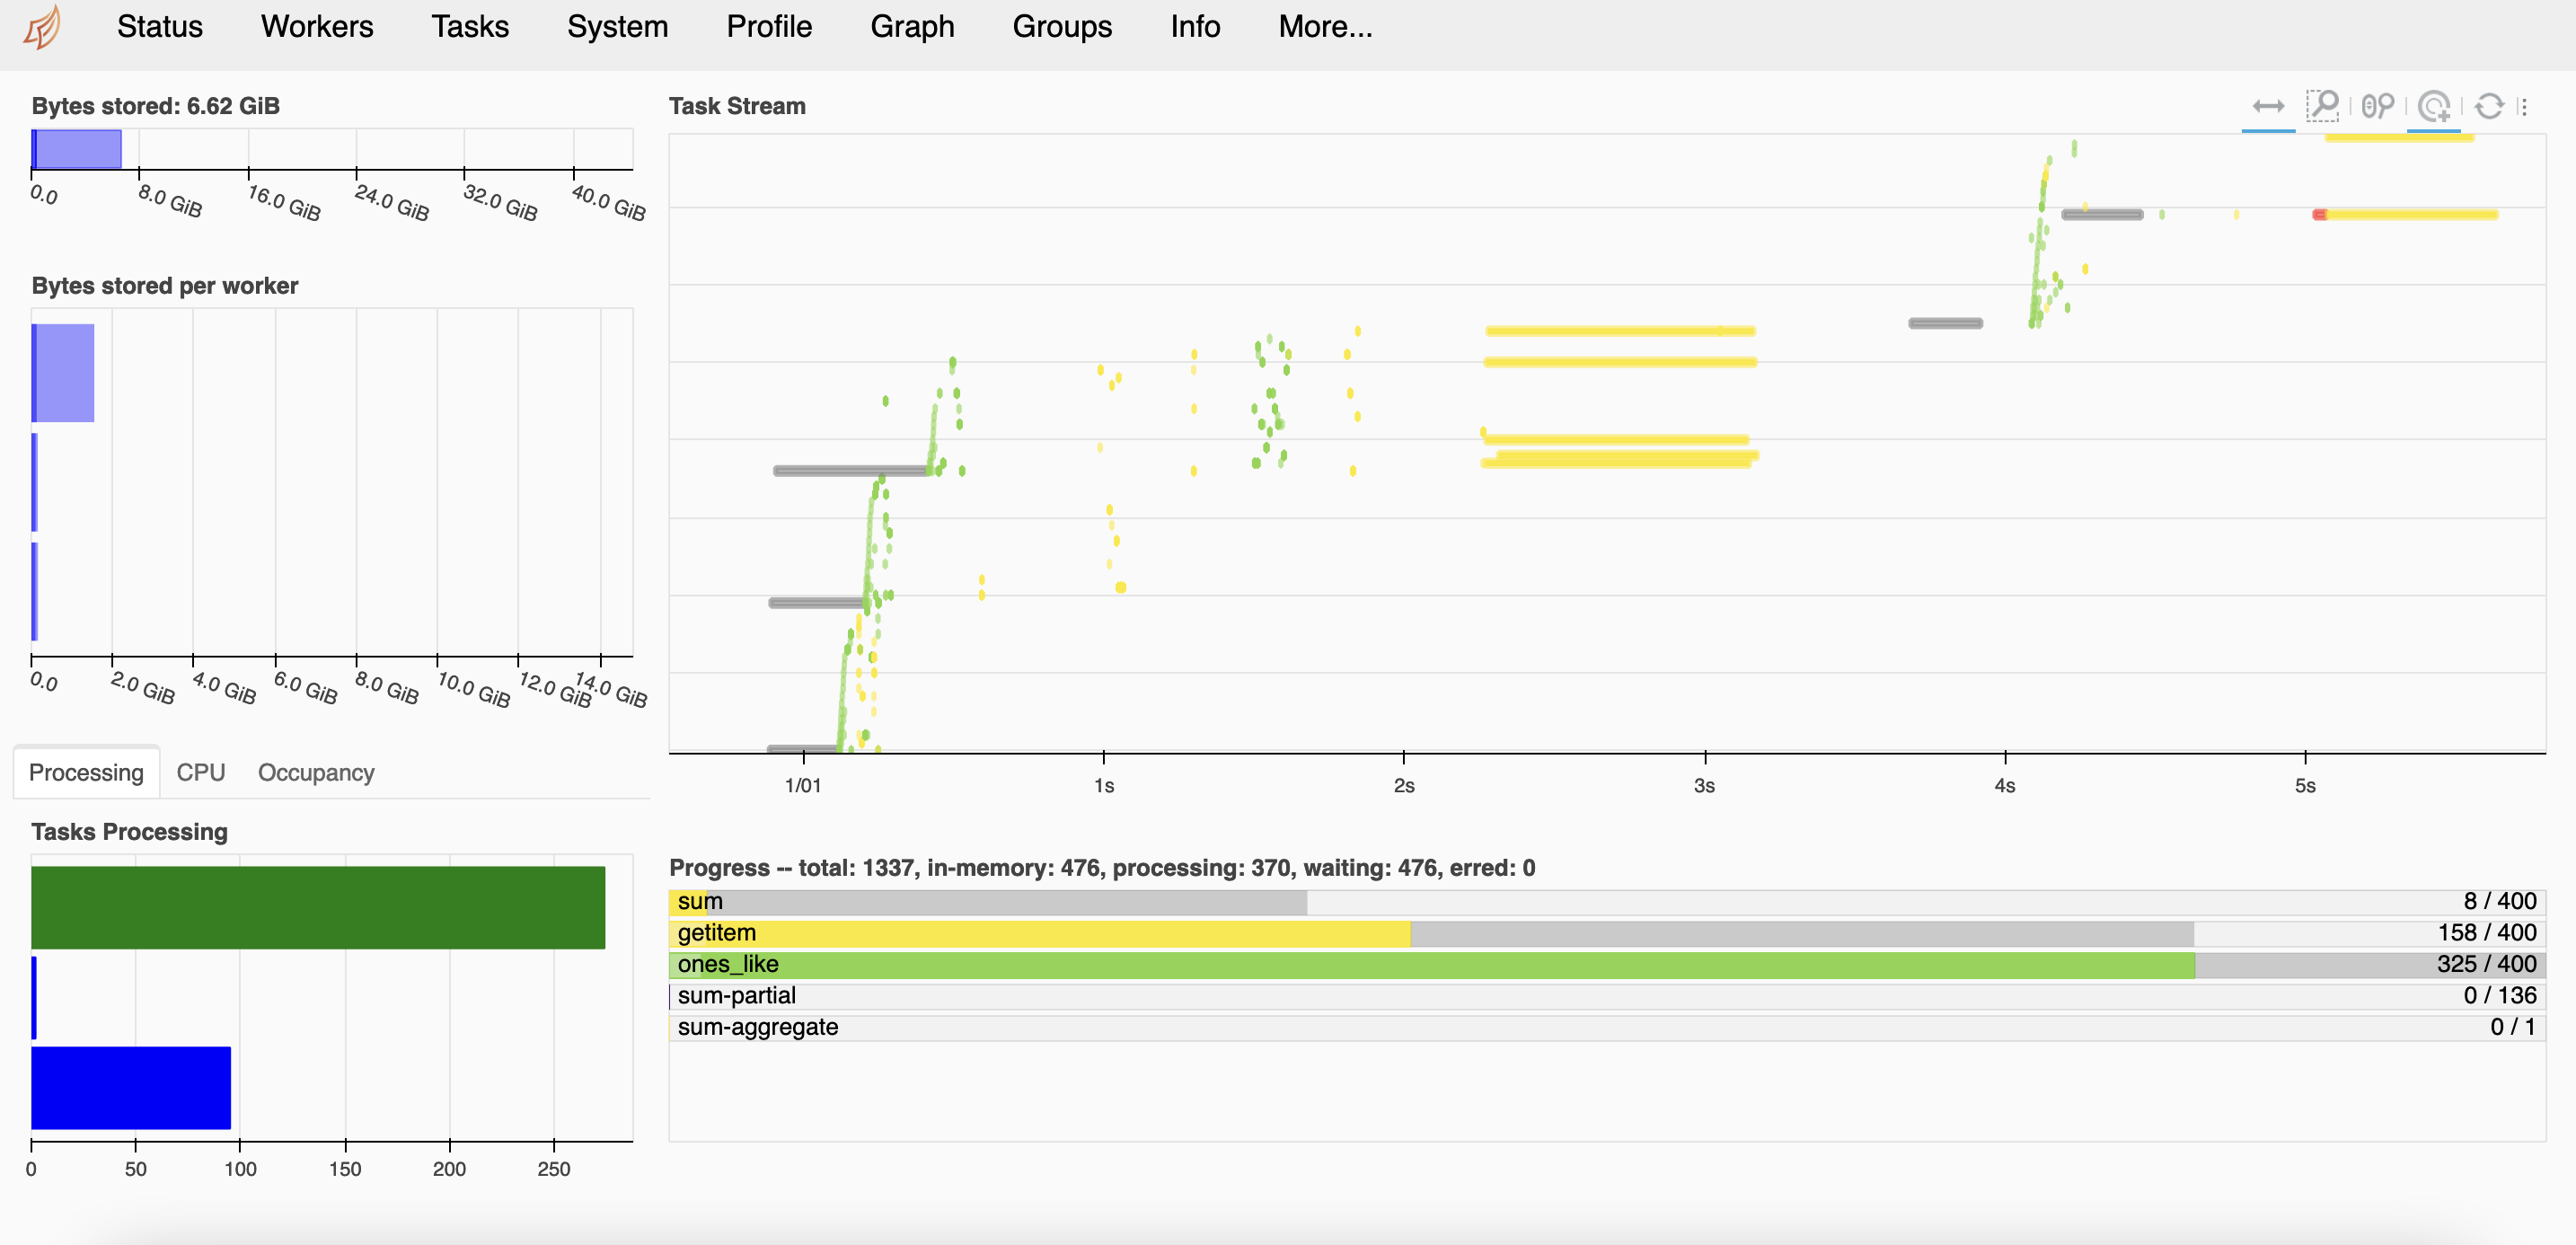 Status Workers Tasks System Profile Graph Groups Info More...
Bytes stored: 6.62 GiB
0.0 8.0 GiB 16.0 GiB 24.0 GiB 32.0 GiB 40.0 GiB
Bytes stored per worker
0.0 2.0 GiB 4.0 GiB 6.0 GiB 8.0 GiB 10.0 GiB 12.0 GiB 14.0 GiB
Processing CPU Occupancy
Tasks Processing
0 50 100 150 200 250
Task Stream
1/01 1s 2s 3s 4s 5s
Progress -- total: 1337, in-memory: 476, processing: 370, waiting: 476, erred: 0
sum 8 / 400
getitem 158 / 400
ones_like 325 / 400
sum-partial 0 / 136
sum-aggregate 0 / 1